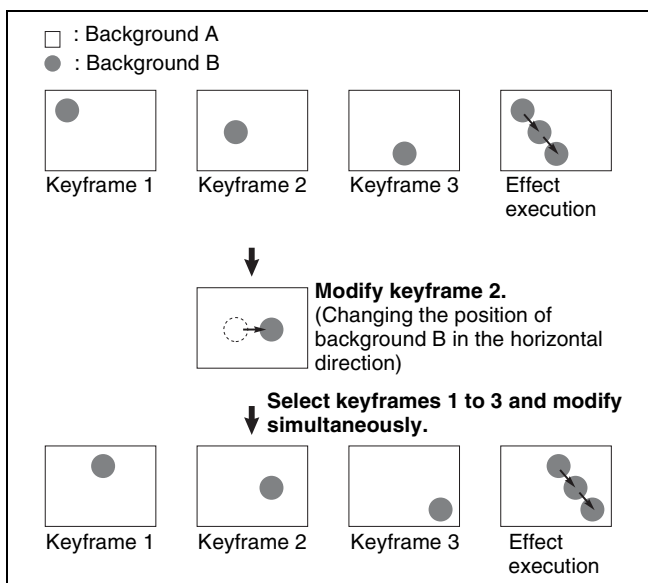 : Background A
: Background B
Keyframe 1
Keyframe 2
Keyframe 3
Effect
execution
Modify keyframe 2.
(Changing the position of
background B in the horizontal
direction)
Select keyframes 1 to 3 and modify
simultaneously.
Keyframe 1
Keyframe 2
Keyframe 3
Effect
execution